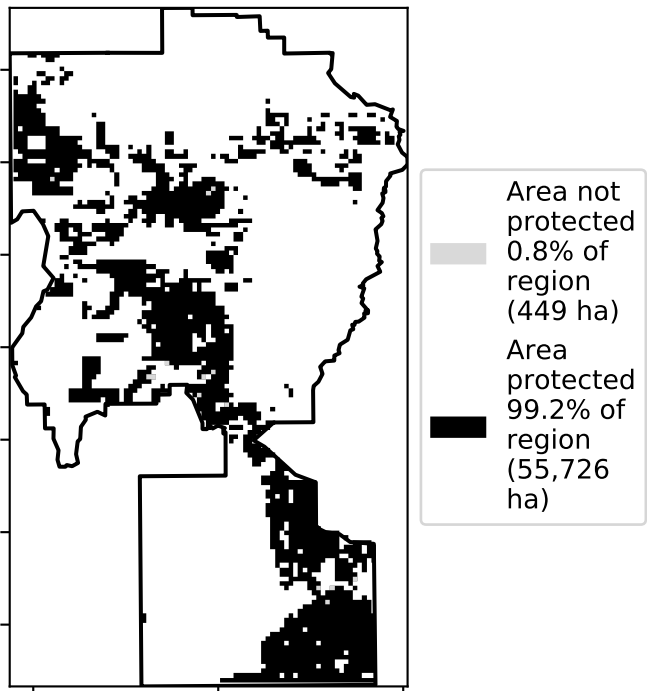 Area not
protected
0.8% of
region
(449 ha)
Area
protected
99.2% of
region
(55,726
ha)